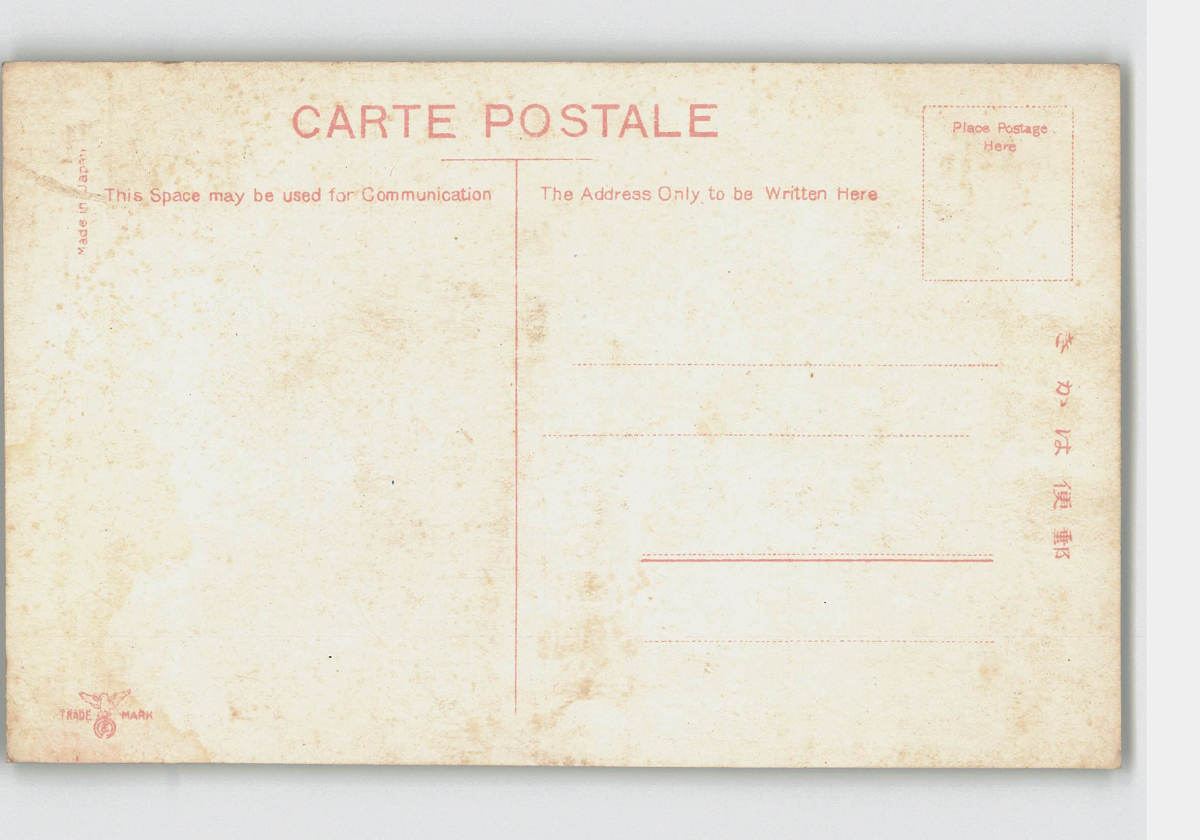 CARTE POSTALE
Place Postage
Here
Made in Japan
This Space may be used for Communication
The Address Only to be Written Here
きかは便郵
TRADE MARK